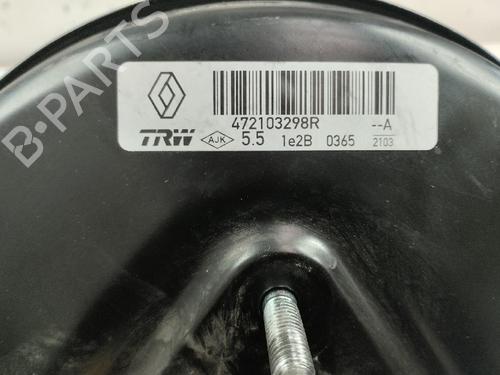 B-PARTS
472103298R --A
TRW AJK 5.5 1e2B 0365 2103